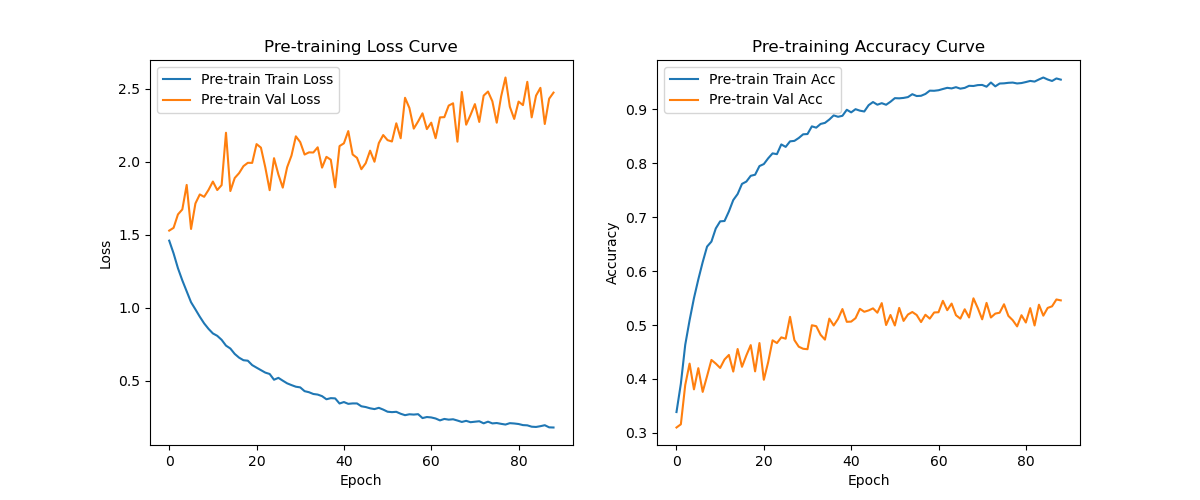 Pre-training Loss Curve
Pre-train Train Loss
Pre-train Val Loss
2.5
2.0
1.5
1.0
0.5
Loss
0
20
40
60
80
Epoch
Pre-training Accuracy Curve
Pre-train Train Acc
Pre-train Val Acc
0.9
0.8
0.7
0.6
0.5
0.4
0.3
Accuracy
0
20
40
60
80
Epoch